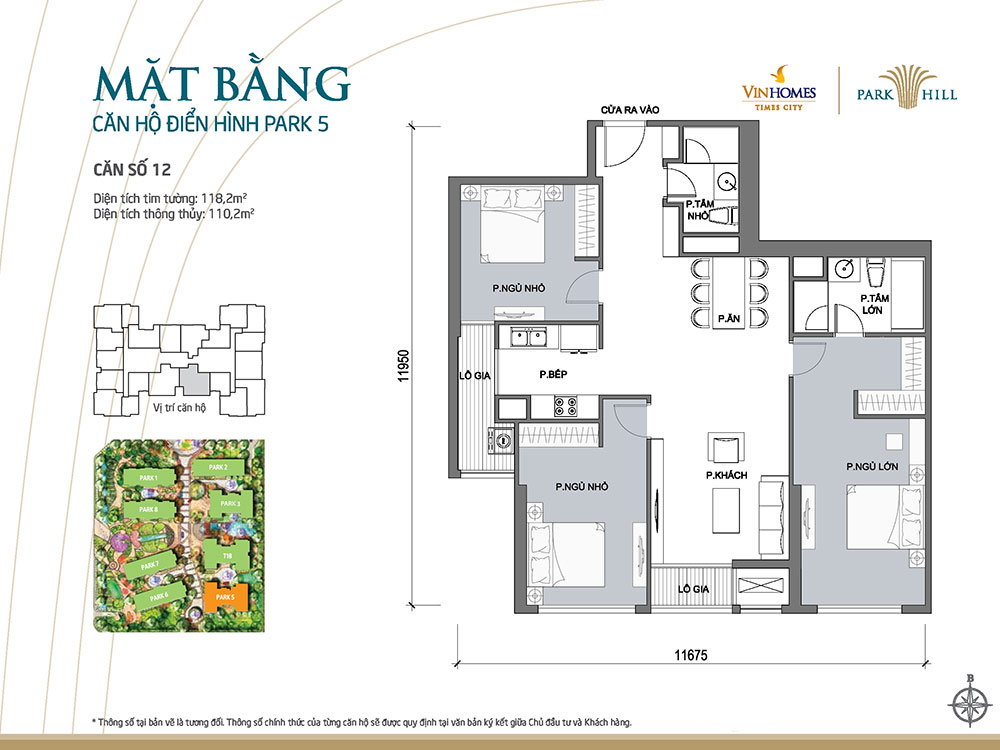 MẶT BẰNG
CĂN HỘ ĐIỂN HÌNH PARK 5
CĂN SỐ 12
Diện tích tim tường: 118,2m²
Diện tích thông thủy: 110,2m²
VINHOMES
TIMES CITY
PARK HILL
CỬA RA VÀO
P.TẮM
NHỎ
P.NGỦ NHỎ
P.ĂN
P.TẮM
LỚN
LÔ GIA
P.BẾP
11950
P.NGỦ NHỎ
P.KHÁCH
P.NGỦ LỚN
LÔ GIA
11675
Vị trí căn hộ
PARK 2
PARK 1
PARK 3
PARK 8
T18
PARK 7
PARK 6
PARK 5
B
* Thông số tại bản vẽ là tương đối. Thông số chính thức của từng căn hộ sẽ được quy định tại văn bản ký kết giữa Chủ đầu tư và Khách hàng.